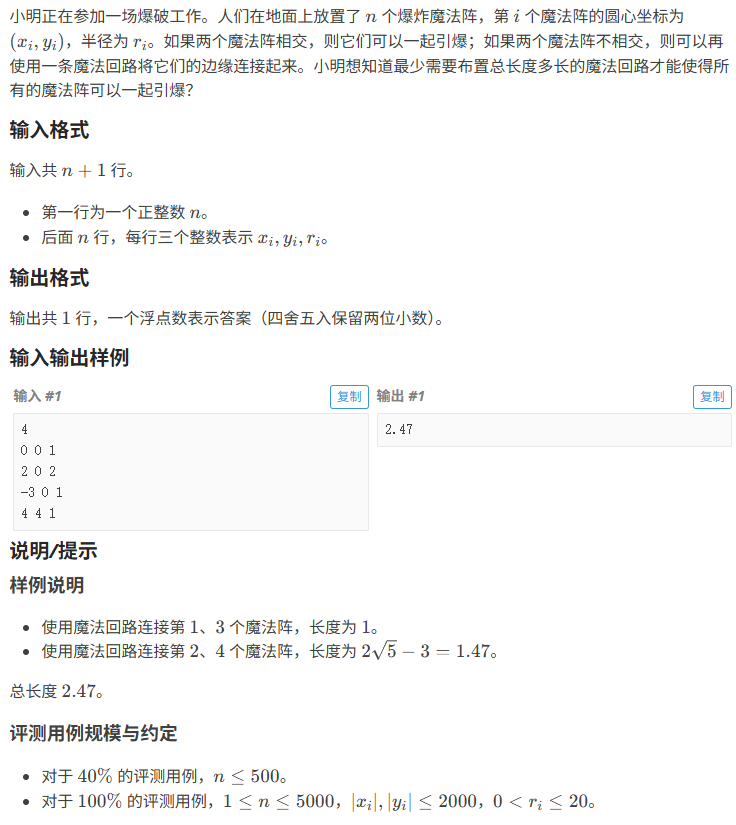 小明正在参加一场爆破工作。人们在地面上放置了 n 个爆炸魔法阵，第 i 个魔法阵的圆心坐标为
(xᵢ, yᵢ)，半径为 rᵢ。如果两个魔法阵相交，则它们可以一起引爆；如果两个魔法阵不相交，则可以再
使用一条魔法回路将它们的边缘连接起来。小明想知道最少需要布置总长度多长的魔法回路才能使得所
有的魔法阵可以一起引爆？
输入格式
输入共 n + 1 行。
• 第一行为一个正整数 n。
• 后面 n 行，每行三个整数表示 xᵢ, yᵢ, rᵢ。
输出格式
输出共 1 行，一个浮点数表示答案（四舍五入保留两位小数）。
输入输出样例
输入 #1 复制 输出 #1 复制
4 2.47
0 0 1
2 0 2
-3 0 1
4 4 1
说明/提示
样例说明
• 使用魔法回路连接第 1、3 个魔法阵，长度为 1。
• 使用魔法回路连接第 2、4 个魔法阵，长度为 2√5 − 3 = 1.47。
总长度 2.47。
评测用例规模与约定
• 对于 40% 的评测用例，n ≤ 500。
• 对于 100% 的评测用例，1 ≤ n ≤ 5000，|xᵢ|, |yᵢ| ≤ 2000，0 < rᵢ ≤ 20。